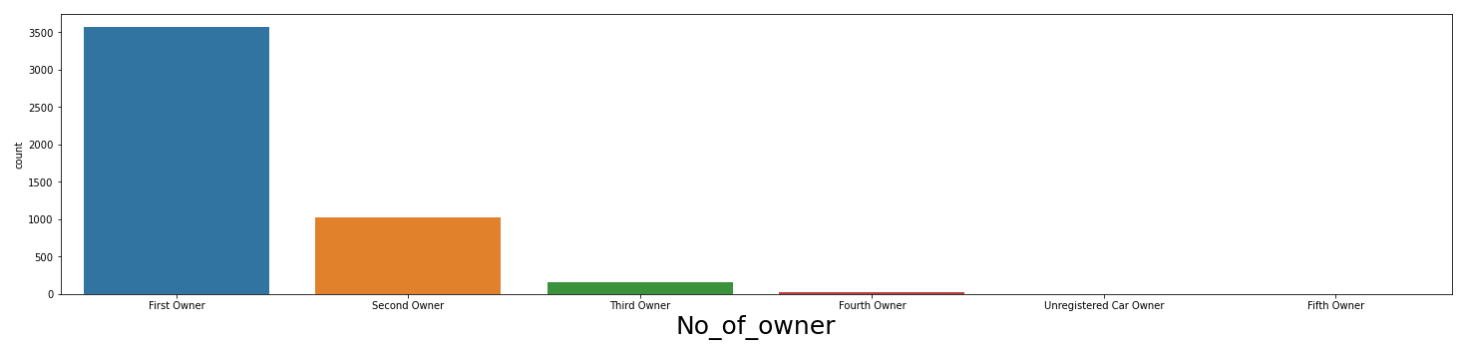 3500
3000
2500
2000
1500
1000
500
0
count
First Owner Second Owner Third Owner Fourth Owner Unregistered Car Owner Fifth Owner
No_of_owner